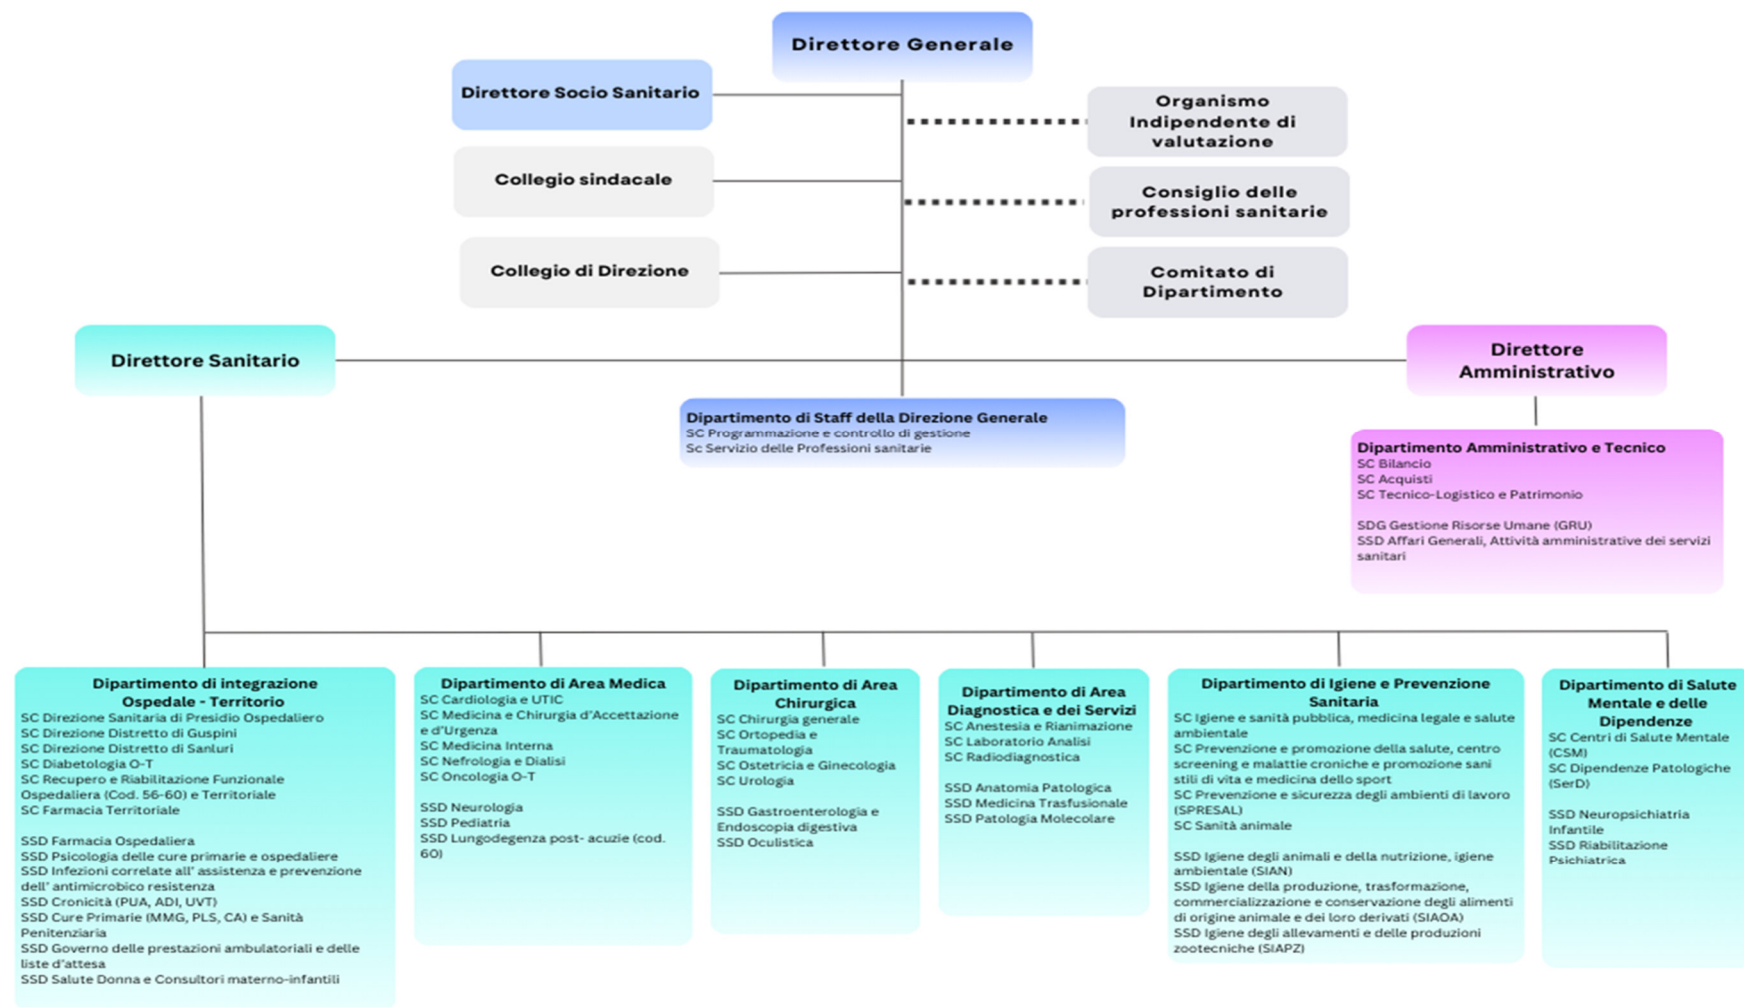 Direttore Generale
Direttore Socio Sanitario
Organismo
Indipendente di
valutazione
Collegio sindacale
Consiglio delle
professioni sanitarie
Collegio di Direzione
Comitato di
Dipartimento
Direttore Sanitario
Direttore
Amministrativo
Dipartimento di Staff della Direzione Generale
SC Programmazione e controllo di gestione
Sc Servizio delle Professioni sanitarie
Dipartimento Amministrativo e Tecnico
SC Bilancio
SC Acquisti
SC Tecnico-Logistico e Patrimonio
SDG Gestione Risorse Umane (GRU)
SSD Affari Generali, Attività amministrative dei servizi
sanitari
Dipartimento di integrazione
Ospedale - Territorio
SC Direzione Sanitaria di Presidio Ospedaliero
SC Direzione Distretto di Guspini
SC Direzione Distretto di Sanluri
SC Diabetologia O-T
SC Recupero e Riabilitazione Funzionale
Ospedaliera (Cod. 56-60) e Territoriale
SC Farmacia Territoriale
SSD Farmacia Ospedaliera
SSD Psicologia delle cure primarie e ospedaliere
SSD Infezioni correlate all' assistenza e prevenzione
dell' antimicrobico resistenza
SSD Cronicità (PUA, ADI, UVT)
SSD Cure Primarie (MMG, PLS, CA) e Sanità
Penitenziaria
SSD Governo delle prestazioni ambulatoriali e delle
liste d'attesa
SSD Salute Donna e Consultori materno-infantili
Dipartimento di Area Medica
SC Cardiologia e UTIC
SC Medicina e Chirurgia d'Accettazione
e d'Urgenza
SC Medicina Interna
SC Nefrologia e Dialisi
SC Oncologia O-T
SSD Neurologia
SSD Pediatria
SSD Lungodegenza post- acuzie (cod.
60)
Dipartimento di Area
Chirurgica
SC Chirurgia generale
SC Ortopedia e
Traumatologia
SC Ostetricia e Ginecologia
SC Urologia
SSD Gastroenterologia e
Endoscopia digestiva
SSD Oculistica
Dipartimento di Area
Diagnostica e dei Servizi
SC Anestesia e Rianimazione
SC Laboratorio Analisi
SC Radiodiagnostica
SSD Anatomia Patologica
SSD Medicina Trasfusionale
SSD Patologia Molecolare
Dipartimento di Igiene e Prevenzione
Sanitaria
SC Igiene e sanità pubblica, medicina legale e salute
ambientale
SC Prevenzione e promozione della salute, centro
screening e malattie croniche e promozione sani
stili di vita e medicina dello sport
SC Prevenzione e sicurezza degli ambienti di lavoro
(SPRESAL)
SC Sanità animale
SSD Igiene degli animali e della nutrizione, igiene
ambientale (SIAN)
SSD Igiene della produzione, trasformazione,
commercializzazione e conservazione degli alimenti
di origine animale e dei loro derivati (SIAOA)
SSD Igiene degli allevamenti e delle produzioni
zootecniche (SIAPZ)
Dipartimento di Salute
Mentale e delle
Dipendenze
SC Centri di Salute Mentale
(CSM)
SC Dipendenze Patologiche
(SerD)
SSD Neuropsichiatria
Infantile
SSD Riabilitazione
Psichiatrica